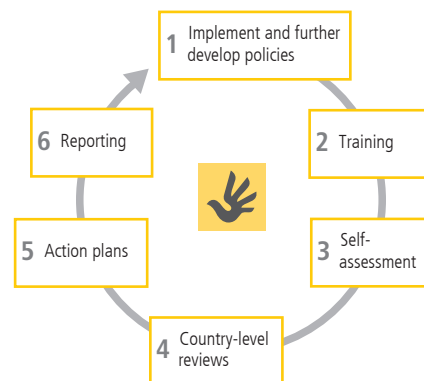 1 Implement and further
develop policies
2 Training
3 Self-
assessment
4 Country-level
reviews
5 Action plans
6 Reporting